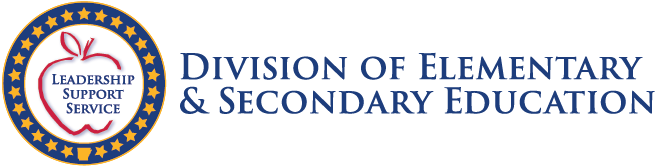 LEADERSHIP
SUPPORT
SERVICE
DIVISION OF ELEMENTARY
& SECONDARY EDUCATION